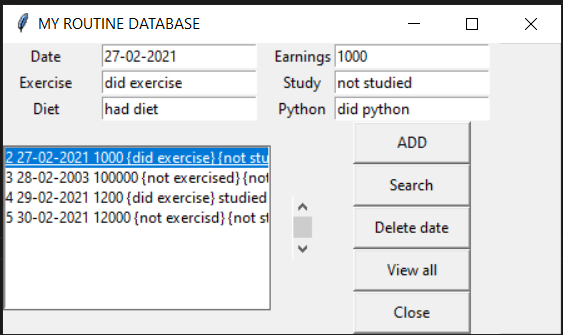 MY ROUTINE DATABASE
Date 27-02-2021 Earnings 1000
Exercise did exercise Study not studied
Diet had diet Python did python
ADD
2 27-02-2021 1000 {did exercise} {not stu
3 28-02-2003 100000 {not exercised} {not
4 29-02-2021 1200 {did exercise} studied
5 30-02-2021 12000 {not exercisd} {not st
Search
Delete date
View all
Close